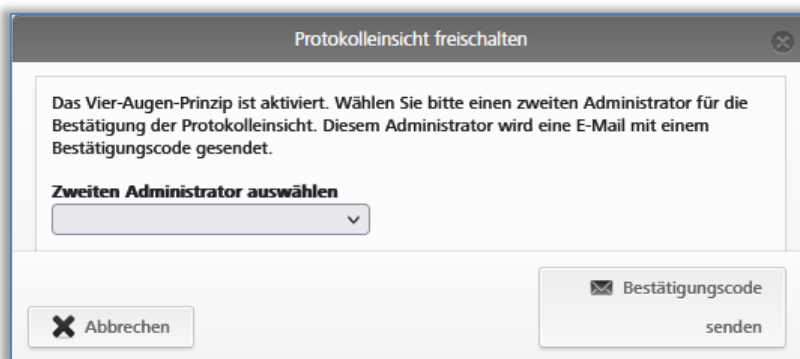 Protokolleinsicht freischalten
Das Vier-Augen-Prinzip ist aktiviert. Wählen Sie bitte einen zweiten Administrator für die
Bestätigung der Protokolleinsicht. Diesem Administrator wird eine E-Mail mit einem
Bestätigungscode gesendet.
Zweiten Administrator auswählen
Abbrechen
Bestätigungscode
senden